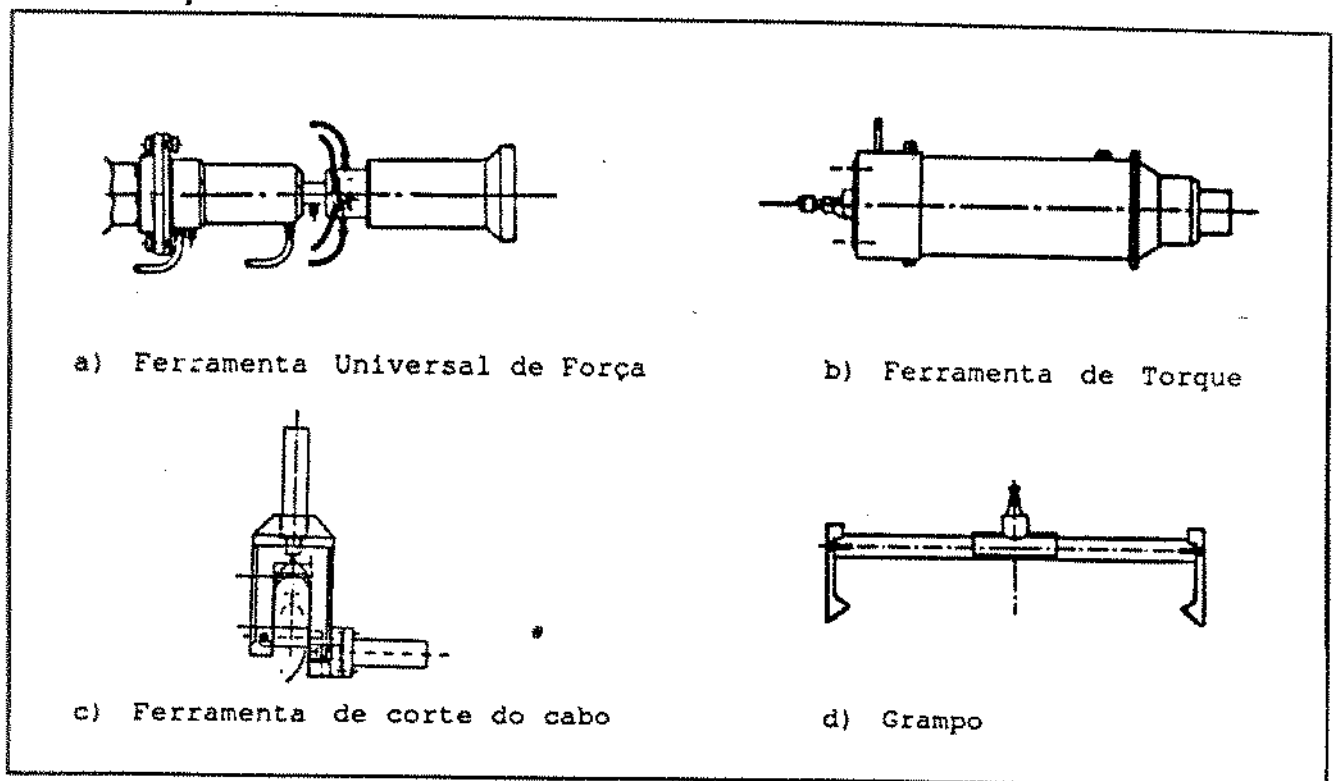 a) Ferramenta Universal de Força
b) Ferramenta de Torque
c) Ferramenta de corte do cabo
d) Grampo